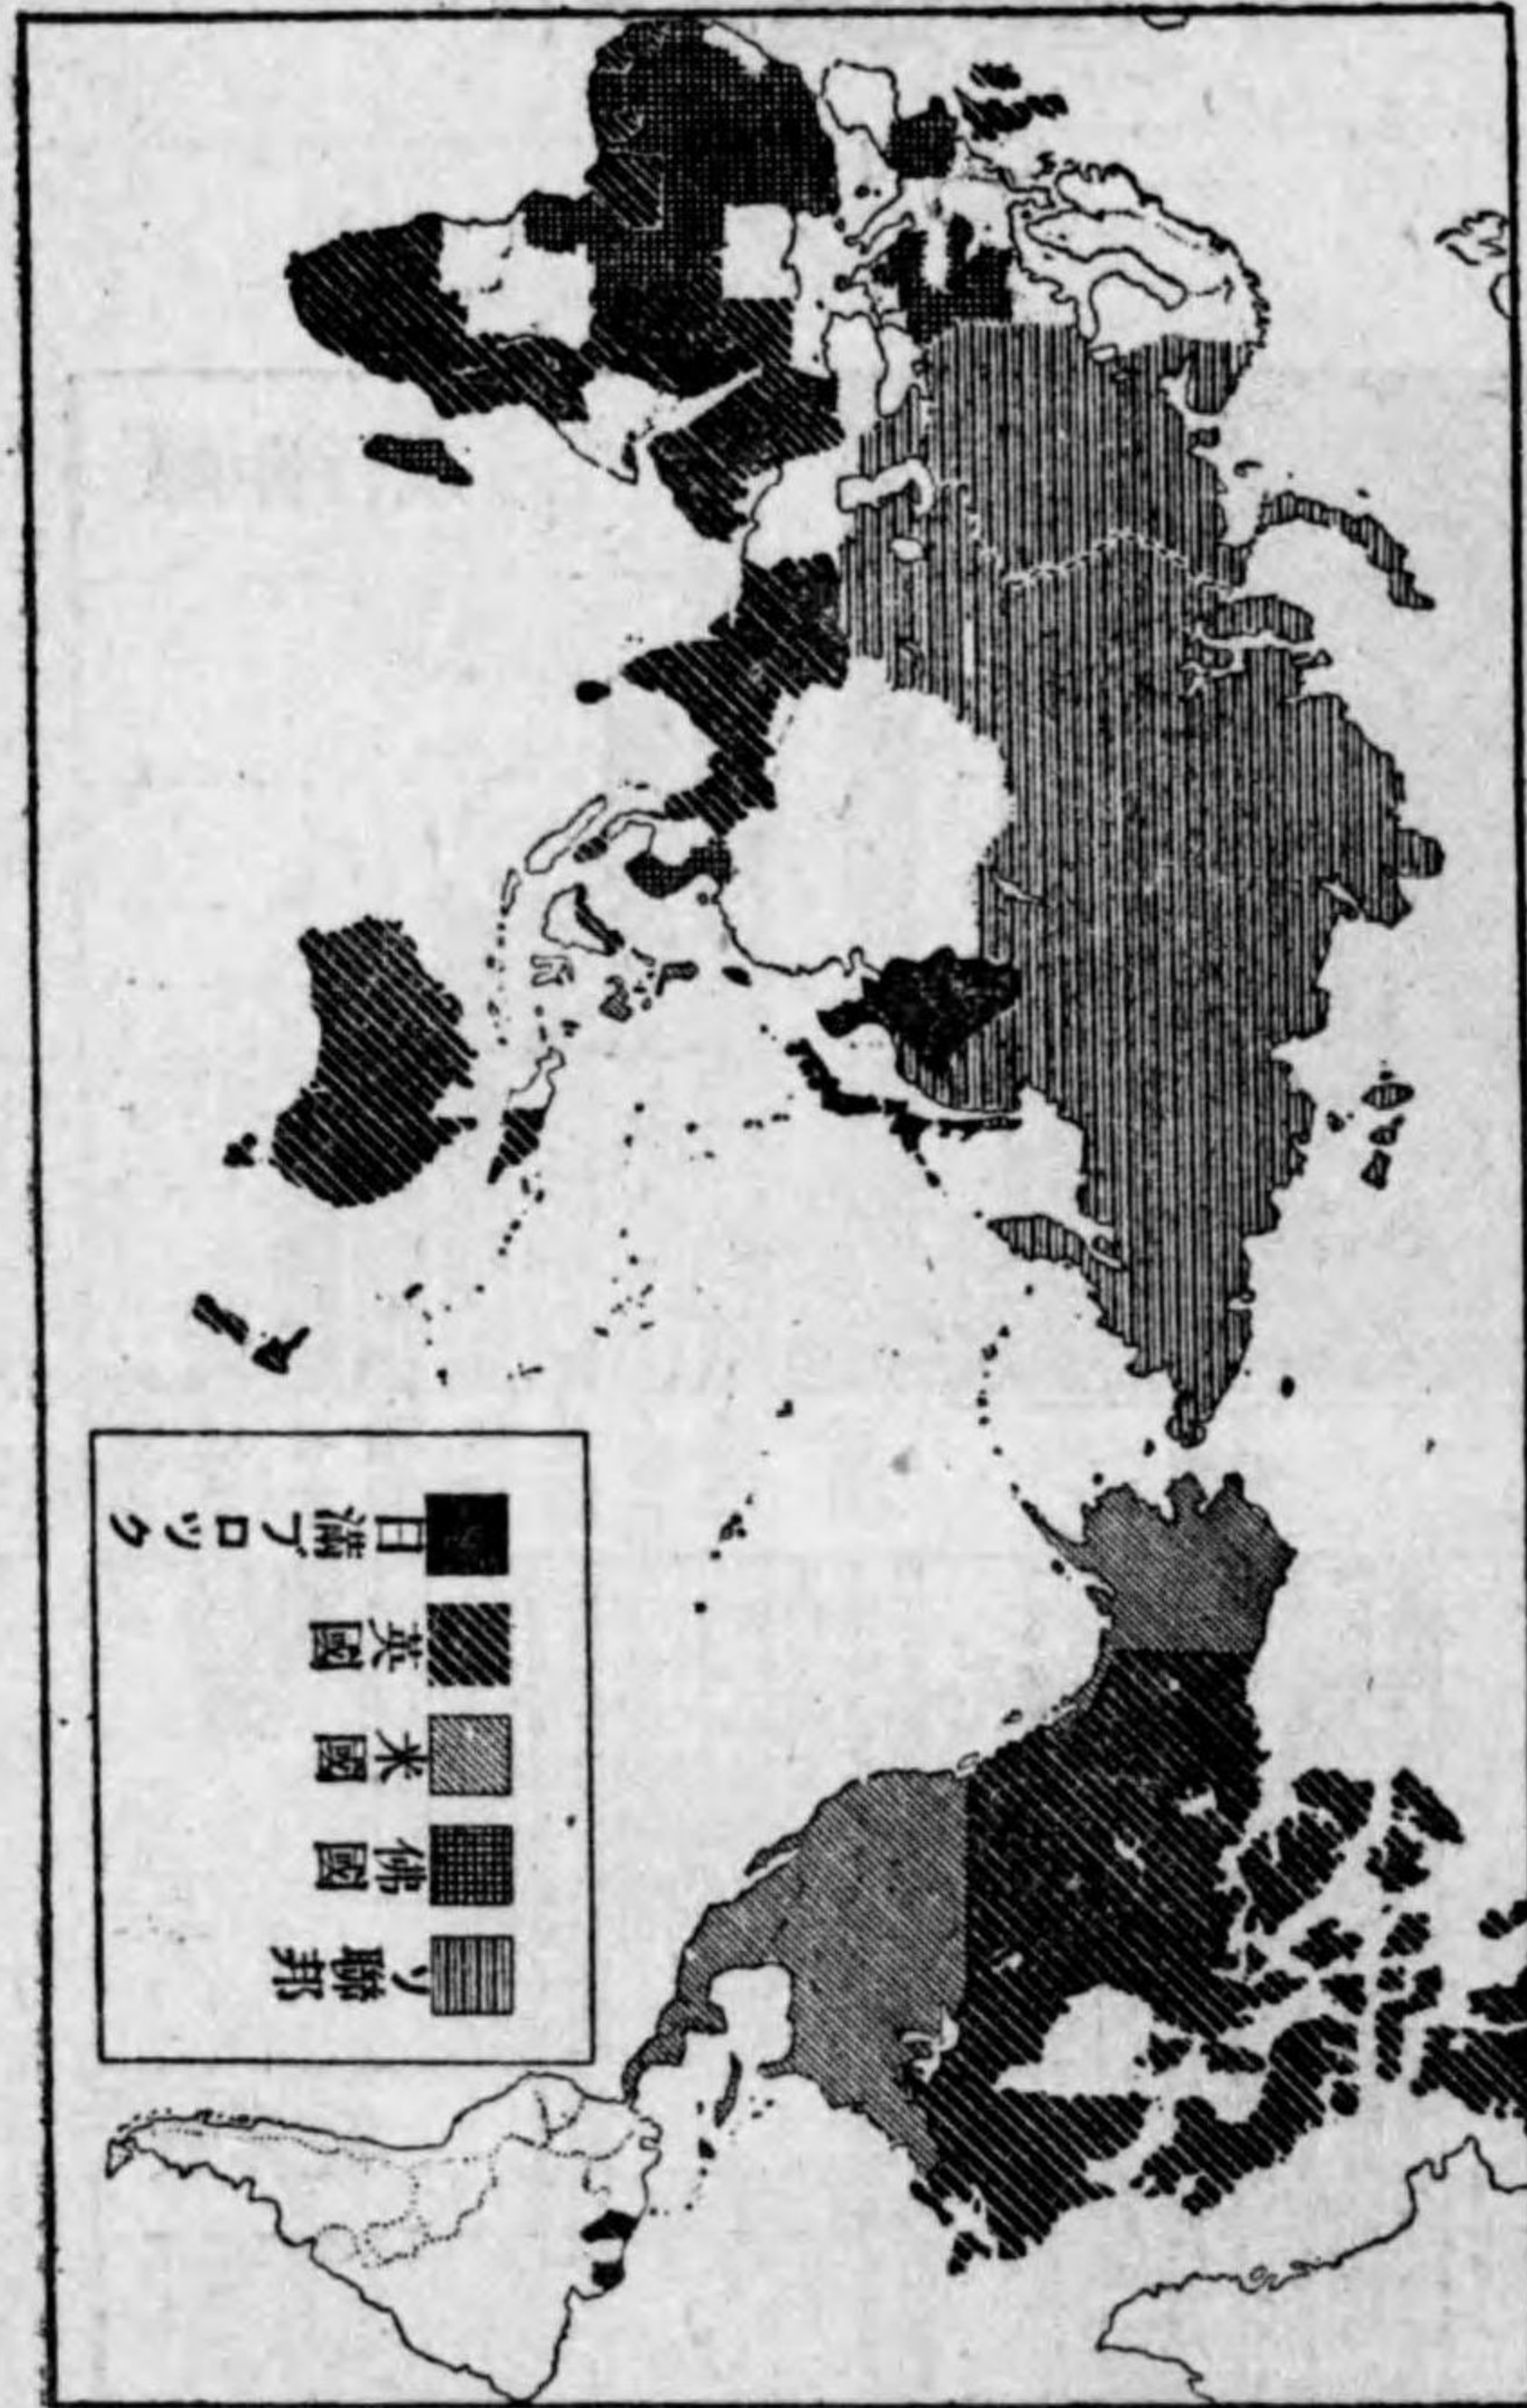 日滿ブロック
英國
米國
佛國
ソ聯邦